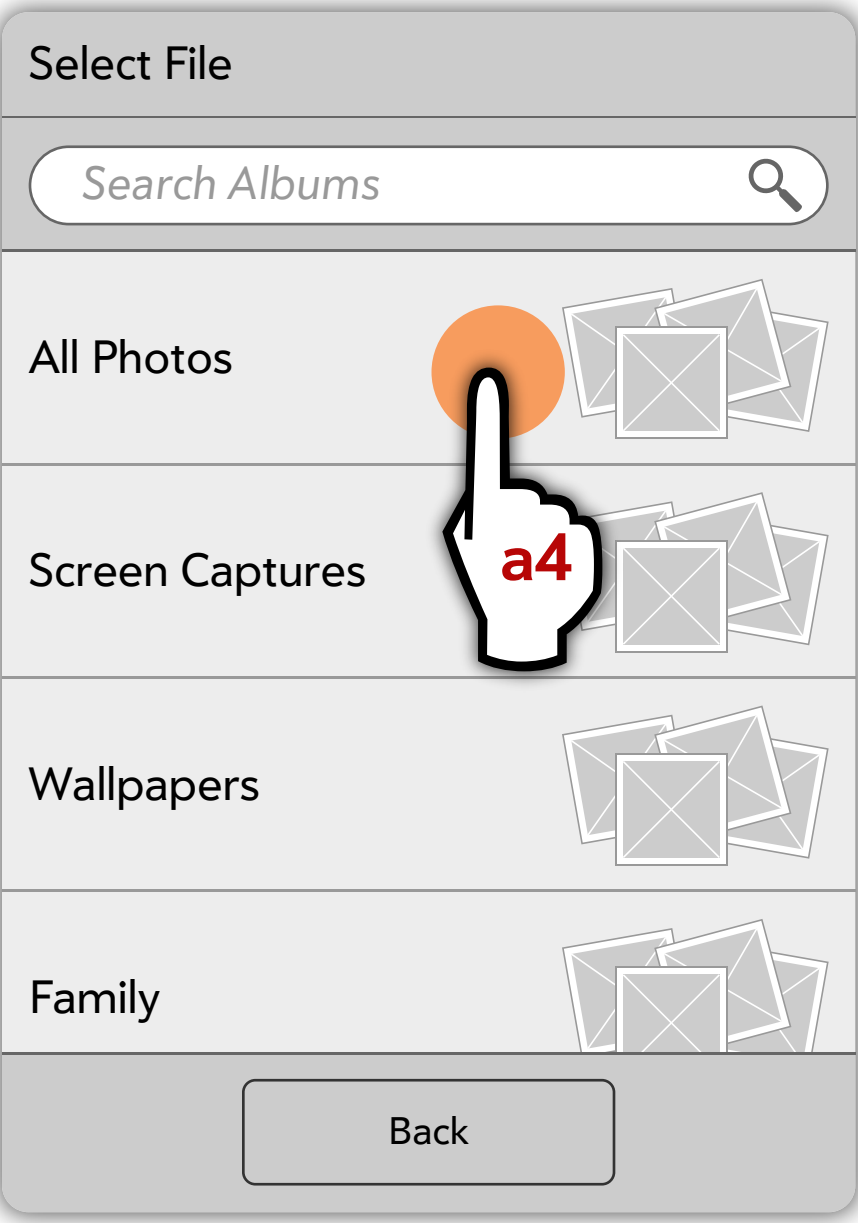 Select File
Search Albums
All Photos
a4
Screen Captures
Wallpapers
Family
Back